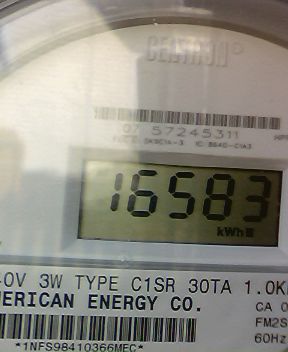 CENTRON®
07 57245311
16583
kWh
0V 3W TYPE C1SR 30TA 1.0K
ERICAN ENERGY CO.
CA 0
FM2S
60Hz
*1NFS98410366MEC*